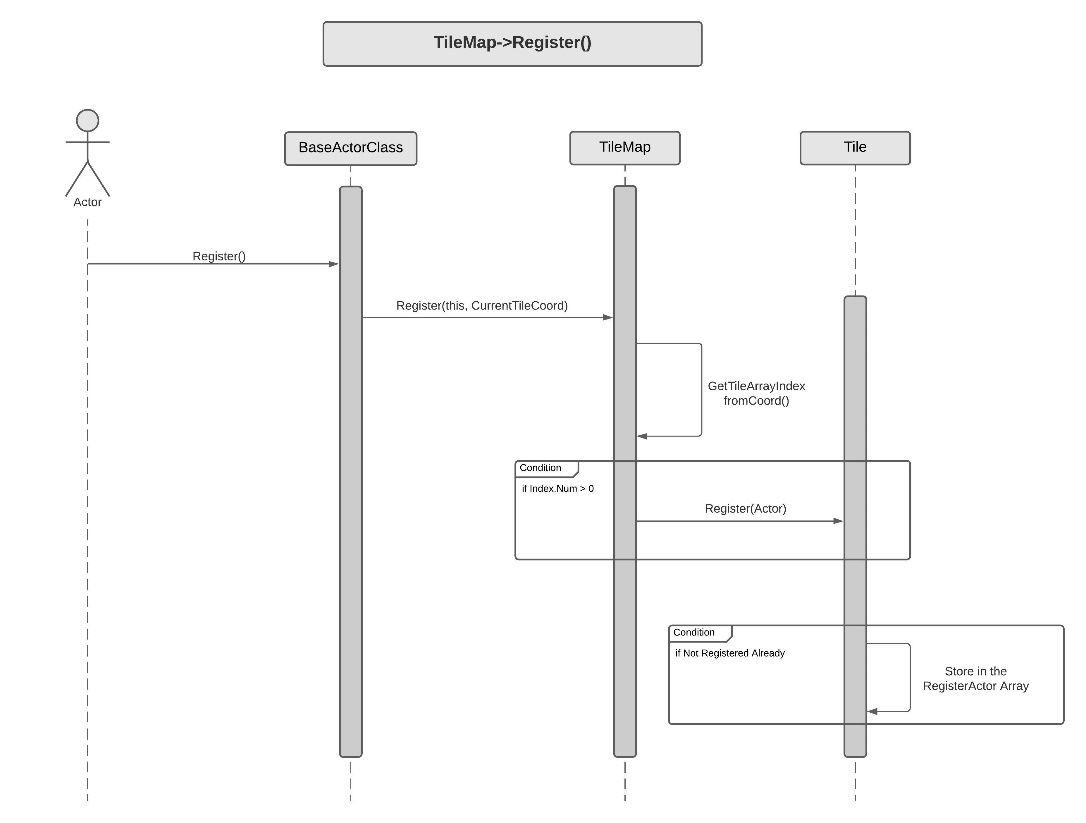 TileMap->Register()
BaseActorClass
TileMap
Tile
Actor
Register()
Register(this, CurrentTileCoord)
GetTileArrayIndex
fromCoord()
Condition
if Index.Num > 0
Register(Actor)
Condition
if Not Registered Already
Store in the
RegisterActor Array